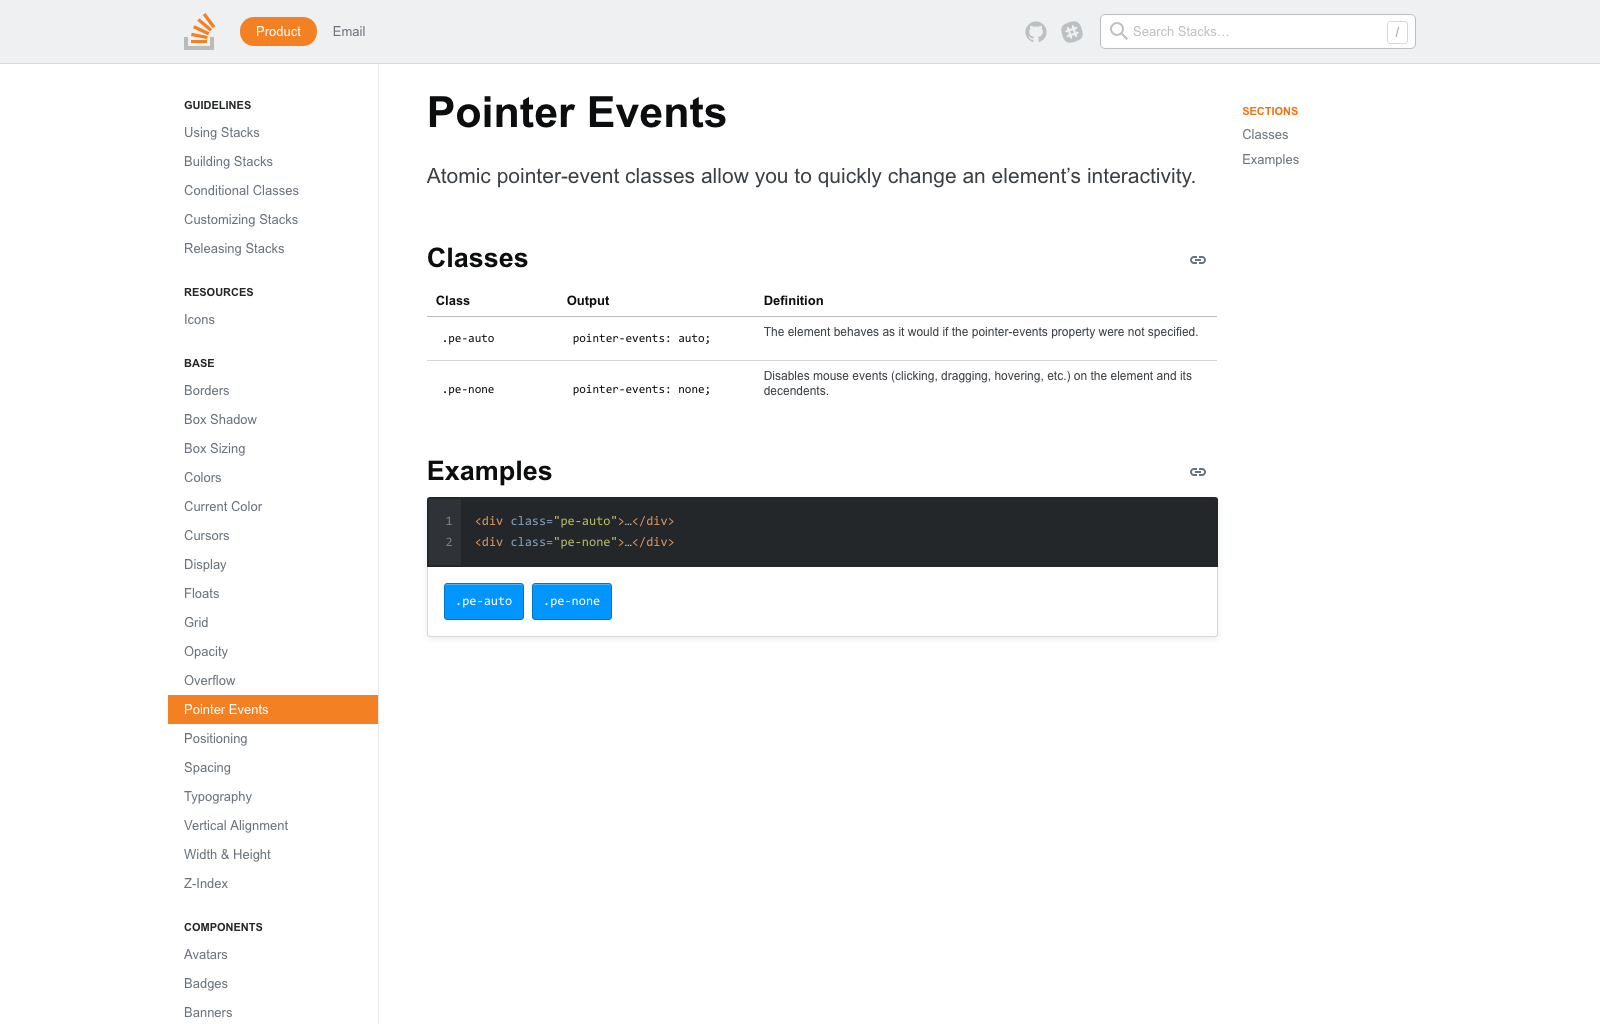 Product
Email
Search Stacks...
/
GUIDELINES
Using Stacks
Building Stacks
Conditional Classes
Customizing Stacks
Releasing Stacks
RESOURCES
Icons
BASE
Borders
Box Shadow
Box Sizing
Colors
Current Color
Cursors
Display
Floats
Grid
Opacity
Overflow
Pointer Events
Positioning
Spacing
Typography
Vertical Alignment
Width & Height
Z-Index
COMPONENTS
Avatars
Badges
Banners
Pointer Events
Atomic pointer-event classes allow you to quickly change an element’s interactivity.
Classes
Class Output Definition
.pe-auto pointer-events: auto; The element behaves as it would if the pointer-events property were not specified.
.pe-none pointer-events: none; Disables mouse events (clicking, dragging, hovering, etc.) on the element and its
decendents.
Examples
1 <div class="pe-auto">…</div>
2 <div class="pe-none">…</div>
.pe-auto .pe-none
SECTIONS
Classes
Examples